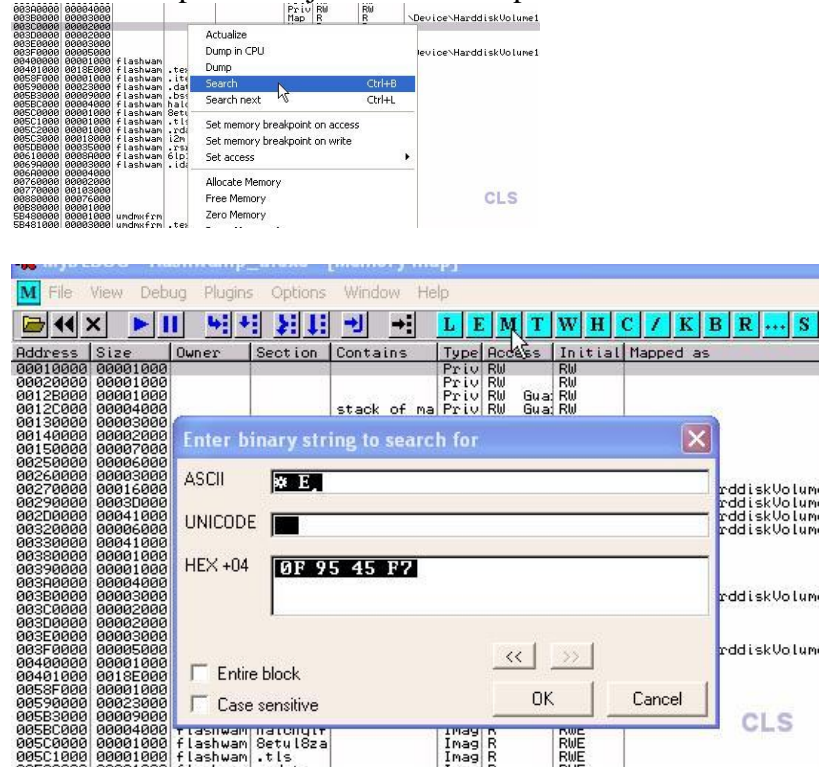 003A0000 00004000 Priv RW RW
003B0000 00003000 Map R R \Device\HarddiskVolume1
003C0000 00002000
003D0000 00002000
003E0000 00003000
003F0000 00005000 Device\HarddiskVolume1
00400000 00001000 flashwam
00401000 0018E000 flashwam .te
0058F000 00001000 flashwam .ite
00590000 00023000 flashwam .dat
005B3000 00009000 flashwam .bss
005BC000 00004000 flashwam halc
005C0000 00001000 flashwam 8etu
005C1000 00001000 flashwam .tls
005C2000 00001000 flashwam .rda
005C3000 00018000 flashwam i2m
005DB000 00035000 flashwam .rs
00610000 0008A000 flashwam 6lp
0069A000 00003000 flashwam .ida
006A0000 00004000
00760000 00002000
00770000 00103000
00880000 00076000
00B80000 00001000
5B480000 00001000 umdmxfrm
5B481000 00003000 umdmxfrm .te
Actualize
Dump in CPU
Dump
Search Ctrl+B
Search next Ctrl+L
Set memory breakpoint on access
Set memory breakpoint on write
Set access
Allocate Memory
Free Memory
Zero Memory
CLS
M File View Debug Plugins Options Window Help
L E M T W H C / K B R ... S
Address Size Owner Section Contains Type Access Initial Mapped as
00010000 00001000 Priv RW RW
00020000 00001000 Priv RW RW
0012B000 00001000 Priv RW Gua: RW
0012C000 00004000 stack of ma Priv RW Gua: RW
00130000 00003000
00140000 00002000
00150000 00007000
00250000 00006000
00260000 00003000
00270000 00016000 rddiskVolum
00290000 0003D000 rddiskVolum
002D0000 00041000 rddiskVolum
00320000 00006000 rddiskVolum
00330000 00041000
00380000 00001000
00390000 00001000
003A0000 00004000
003B0000 00003000 rddiskVolum
003C0000 00002000
003D0000 00002000
003E0000 00003000
003F0000 00005000 rddiskVolum
00400000 00001000
00401000 0018E000
0058F000 00001000
00590000 00023000
005B3000 00009000
005BC000 00004000 flashwam Imag R RWE
005C0000 00001000 flashwam 8etul8za Imag R RWE
005C1000 00001000 flashwam .tls Imag R RWE
Enter binary string to search for
ASCII E
UNICODE
HEX +04 0F 95 45 F7
<< >>
Entire block
Case sensitive
OK Cancel
CLS